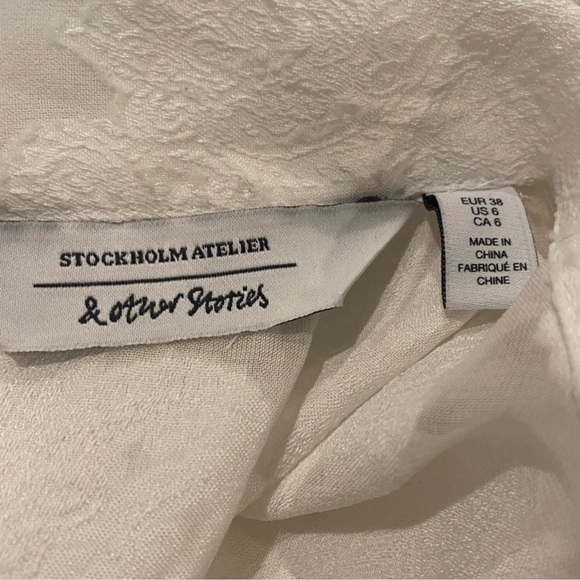 STOCKHOLM ATELIER
& other Stories
EUR 38
US 6
CA 6
MADE IN
CHINA
FABRIQUÉ EN
CHINE